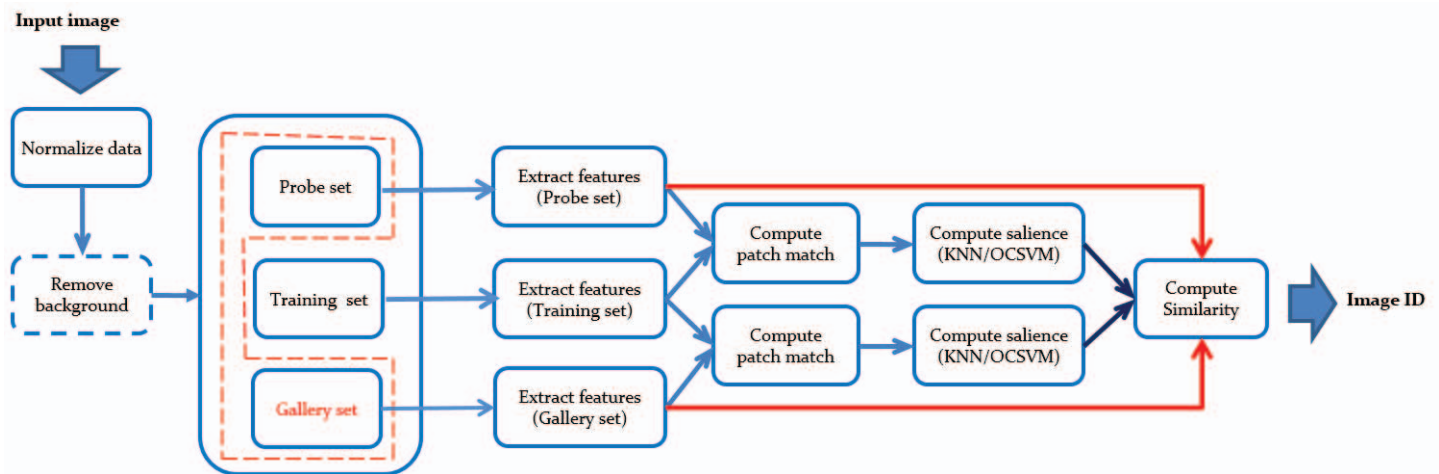 Input image
Normalize data
Remove
background
Probe set
Training set
Gallery set
Extract features
(Probe set)
Extract features
(Training set)
Extract features
(Gallery set)
Compute
patch match
Compute
patch match
Compute salience
(KNN/OCSVM)
Compute salience
(KNN/OCSVM)
Compute
Similarity
Image ID